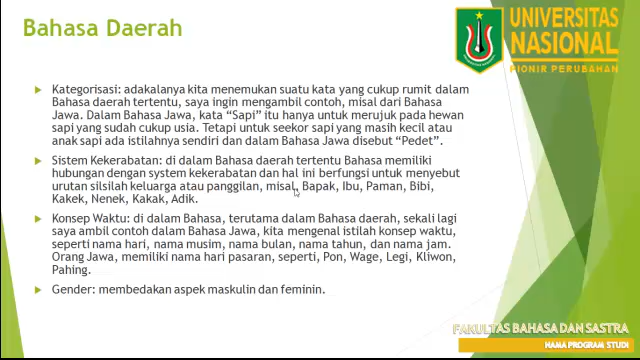 Bahasa Daerah
UNIVERSITAS
NASIONAL
PIONIR PERUBAHAN
Kategorisasi: adakalanya kita menemukan suatu kata yang cukup rumit dalam
Bahasa daerah tertentu, saya ingin mengambil contoh, misal dari Bahasa
Jawa. Dalam Bahasa Jawa, kata “Sapi” itu hanya untuk merujuk pada hewan
sapi yang sudah cukup usia. Tetapi untuk seekor sapi yang masih kecil atau
anak sapi ada istilahnya sendiri dan dalam Bahasa Jawa disebut “Pedet”.
Sistem Kekerabatan: di dalam Bahasa daerah tertentu Bahasa memiliki
hubungan dengan system kekerabatan dan hal ini berfungsi untuk menyebut
urutan silsilah keluarga atau panggilan, misal, Bapak, Ibu, Paman, Bibi,
Kakek, Nenek, Kakak, Adik.
Konsep Waktu: di dalam Bahasa, terutama dalam Bahasa daerah, sekali lagi
saya ambil contoh dalam Bahasa Jawa, kita mengenal istilah konsep waktu,
seperti nama hari, nama musim, nama bulan, nama tahun, dan nama jam.
Orang Jawa, memiliki nama hari pasaran, seperti, Pon, Wage, Legi, Kliwon,
Pahing.
Gender: membedakan aspek maskulin dan feminin.
FAKULTAS BAHASA DAN SASTRA
NAMA PROGRAM STUDI